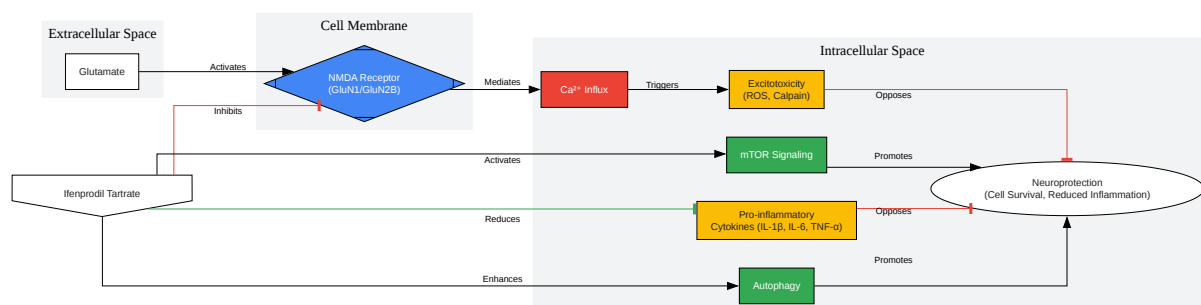 Extracellular Space
Cell Membrane
Intracellular Space
Glutamate
Activates
NMDA Receptor
(GluN1/GluN2B)
Mediates
Ca²⁺ Influx
Triggers
Excitotoxicity
(ROS, Calpain)
Opposes
Inhibits
Activates
mTOR Signaling
Promotes
Ifenprodil Tartrate
Neuroprotection
(Cell Survival, Reduced Inflammation)
Reduces
Pro-inflammatory
Cytokines (IL-1β, IL-6, TNF-α)
Opposes
Promotes
Enhances
Autophagy